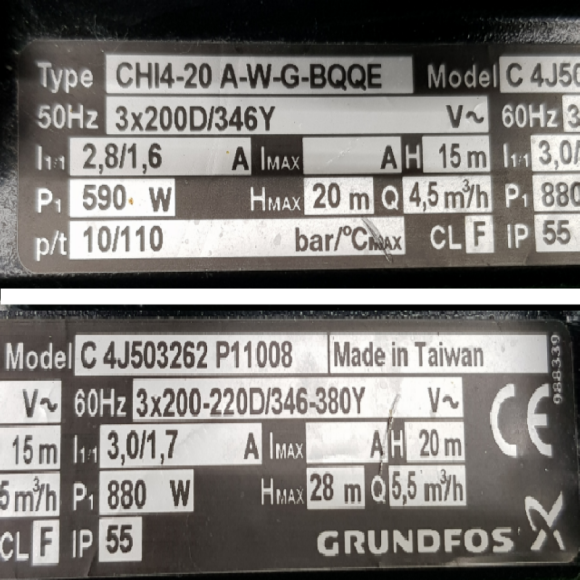 Type CHI4-20 A-W-G-BQQE Model C 4J50
50Hz 3x200D/346Y V~ 60Hz 3
I1/1 2,8/1,6 A IMAX A H 15 m I1/1 3,0/
P1 590 W HMAX 20 m Q 4,5 m³/h P1 880
p/t 10/110 bar/°CMAX CL F IP 55
Model C 4J503262 P11008 Made in Taiwan
V~ 60Hz 3x200-220D/346-380Y V~
15 m I1/1 3,0/1,7 A IMAX A H 20 m
5 m³/h P1 880 W HMAX 28 m Q 5,5 m³/h
CL F IP 55 GRUNDFOS
CE
988339